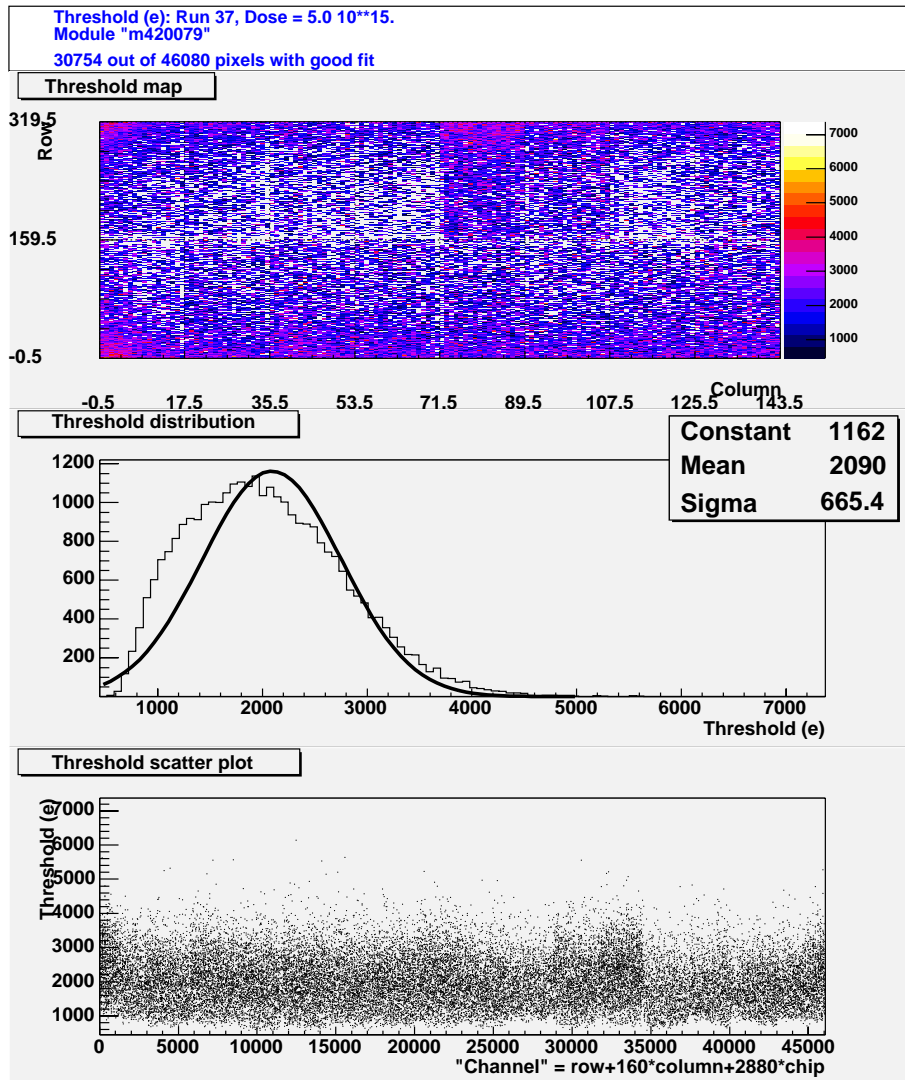 Threshold (e): Run 37, Dose = 5.0 10**15.
Module "m420079"
30754 out of 46080 pixels with good fit
Threshold map
Row
319.5
159.5
-0.5
7000
6000
5000
4000
3000
2000
1000
Column
-0.5 17.5 35.5 53.5 71.5 89.5 107.5 125.5 143.5
Threshold distribution
Constant 1162
Mean 2090
Sigma 665.4
1200
1000
800
600
400
200
1000 2000 3000 4000 5000 6000 7000
Threshold (e)
Threshold scatter plot
Threshold (e)
7000
6000
5000
4000
3000
2000
1000
0 5000 10000 15000 20000 25000 30000 35000 40000 45000
"Channel" = row+160*column+2880*chip